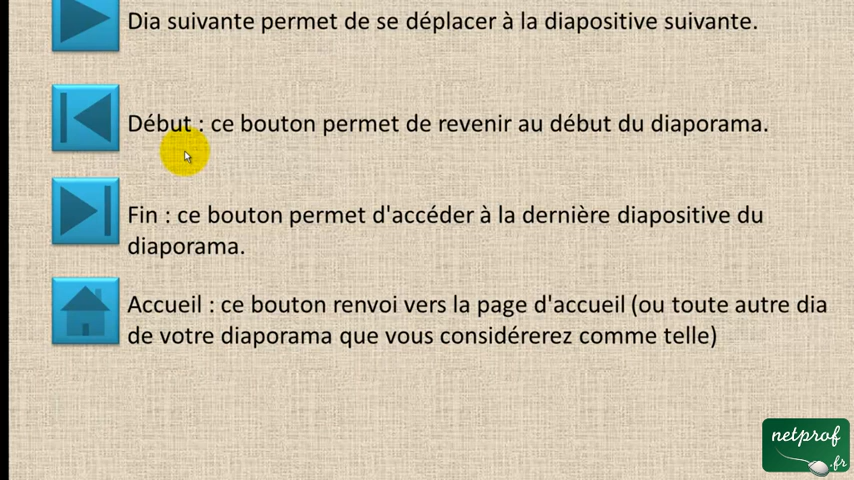 Dia suivante permet de se déplacer à la diapositive suivante.
Début : ce bouton permet de revenir au début du diaporama.
Fin : ce bouton permet d'accéder à la dernière diapositive du
diaporama.
Accueil : ce bouton renvoi vers la page d'accueil (ou toute autre dia
de votre diaporama que vous considérerez comme telle)
netprof
.fr